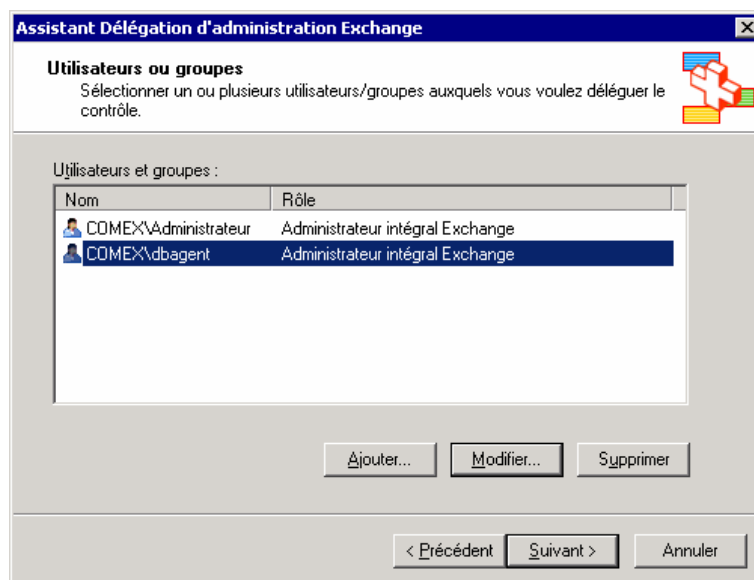 Assistant Délégation d'administration Exchange
Utilisateurs ou groupes
Sélectionner un ou plusieurs utilisateurs/groupes auxquels vous voulez déléguer le
contrôle.
Utilisateurs et groupes :
Nom Rôle
COMEX\Administrateur Administrateur intégral Exchange
COMEX\dbagent Administrateur intégral Exchange
Ajouter... Modifier... Supprimer
< Précédent Suivant > Annuler